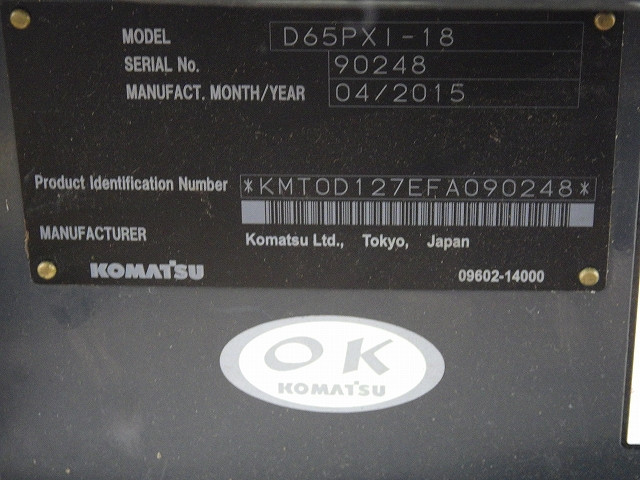 MODEL D65PXI-18
SERIAL No. 90248
MANUFACT. MONTH/YEAR 04/2015
Product Identification Number *KMT0D127EFA090248*
MANUFACTURER Komatsu Ltd., Tokyo, Japan
KOMATSU 09602-14000
OK
KOMATSU